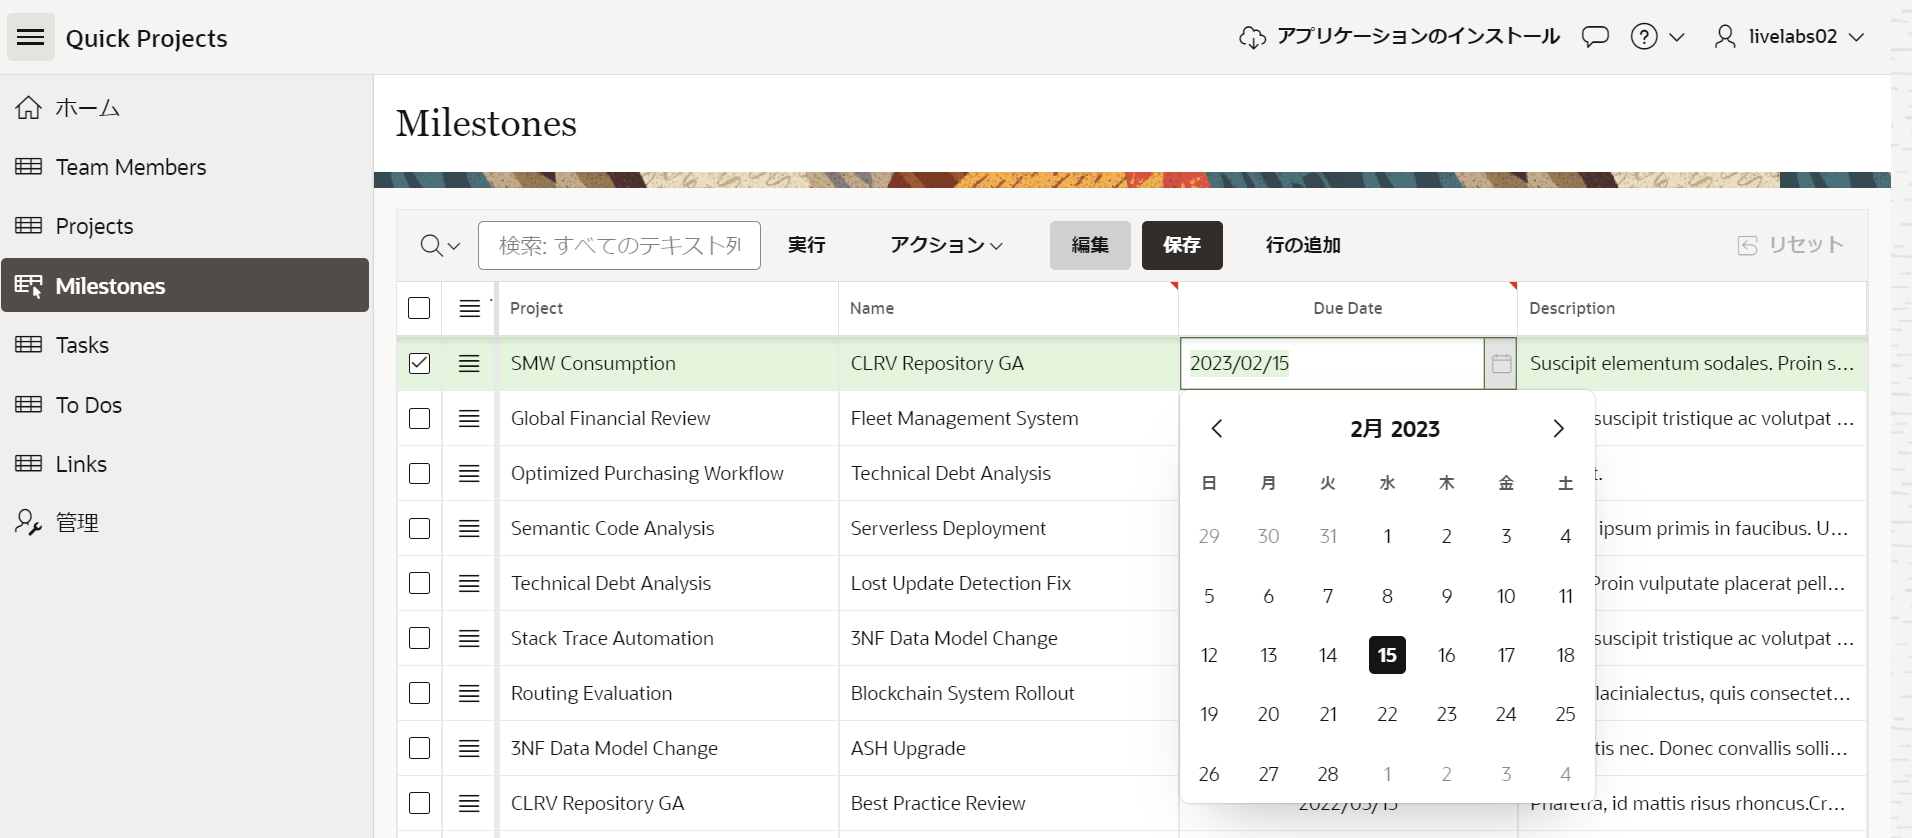 Quick Projects
アプリケーションのインストール
livelabs02
ホーム
Team Members
Projects
Milestones
Tasks
To Dos
Links
管理
Milestones
検索: すべてのテキスト列
実行
アクション
編集
保存
行の追加
リセット
Project Name Due Date Description
SMW Consumption CLRV Repository GA 2023/02/15 Suscipit elementum sodales. Proin s...
Global Financial Review Fleet Management System suscipit tristique ac volutpat ...
Optimized Purchasing Workflow Technical Debt Analysis
Semantic Code Analysis Serverless Deployment ipsum primis in faucibus. U...
Technical Debt Analysis Lost Update Detection Fix Proin vulputate placerat pell...
Stack Trace Automation 3NF Data Model Change suscipit tristique ac volutpat ...
Routing Evaluation Blockchain System Rollout lacinialectus, quis consectet...
3NF Data Model Change ASH Upgrade nec. Donec convallis solli...
CLRV Repository GA Best Practice Review Pharetra, id mattis risus rhoncus.Cr...
2月 2023
日 月 火 水 木 金 土
29 30 31 1 2 3 4
5 6 7 8 9 10 11
12 13 14 15 16 17 18
19 20 21 22 23 24 25
26 27 28 1 2 3 4